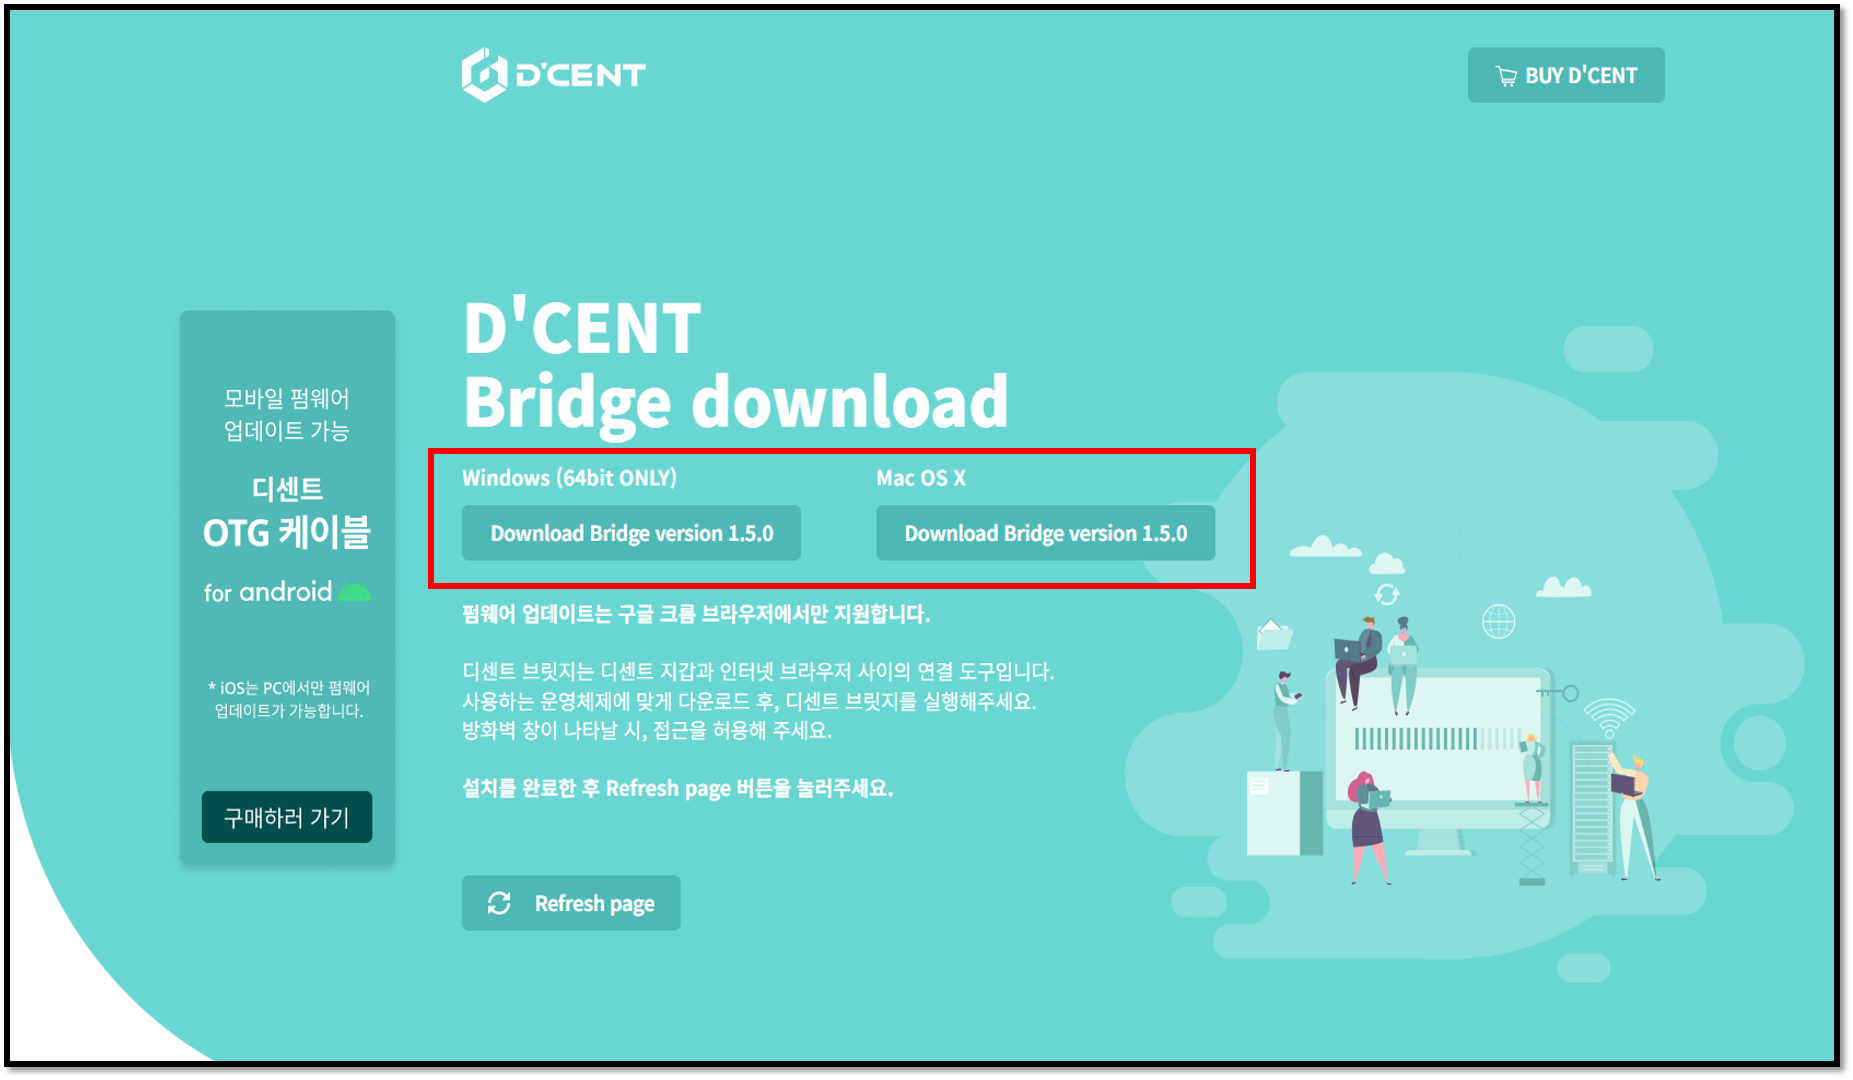 D'CENT
BUY D'CENT
모바일 펌웨어
업데이트 가능
디센트
OTG 케이블
for android
* iOS는 PC에서만 펌웨어
업데이트가 가능합니다.
구매하러 가기
D'CENT
Bridge download
Windows (64bit ONLY)
Download Bridge version 1.5.0
Mac OS X
Download Bridge version 1.5.0
펌웨어 업데이트는 구글 크롬 브라우저에서만 지원합니다.
디센트 브릿지는 디센트 지갑과 인터넷 브라우저 사이의 연결 도구입니다.
사용하는 운영체제에 맞게 다운로드 후, 디센트 브릿지를 실행해주세요.
방화벽 창이 나타날 시, 접근을 허용해 주세요.
설치를 완료한 후 Refresh page 버튼을 눌러주세요.
Refresh page